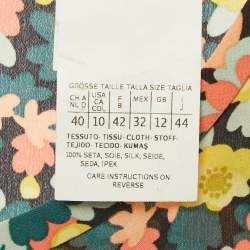 GRÖSSE TAILLE TALLA SIZE TAGLIA
CH A NL D USA CA COL F B MEX GB I J
40 10 42 32 12 44
TESSUTO-TISSU-CLOTH-STOFF-
TEJIDO-TECIDO-KUMAŞ
100% SETA, SOIE, SILK, SEIDE,
SEDA, İPEK
CARE INSTRUCTIONS ON
REVERSE